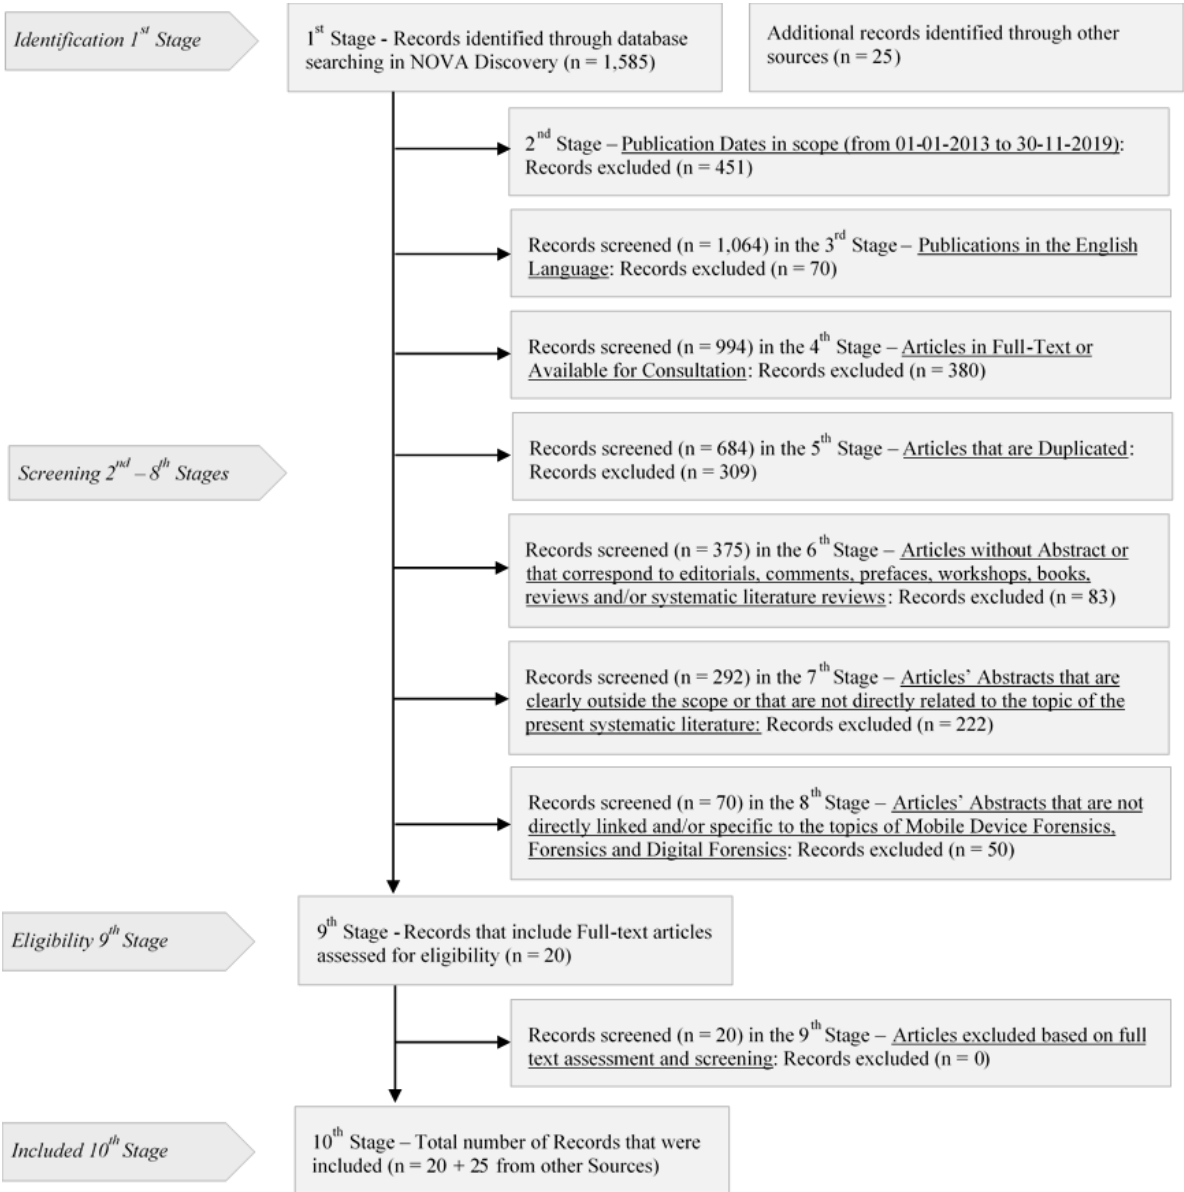 Identification 1st Stage
1st Stage - Records identified through database
searching in NOVA Discovery (n = 1,585)
Additional records identified through other
sources (n = 25)
2nd Stage – Publication Dates in scope (from 01-01-2013 to 30-11-2019):
Records excluded (n = 451)
Records screened (n = 1,064) in the 3rd Stage – Publications in the English
Language: Records excluded (n = 70)
Records screened (n = 994) in the 4th Stage – Articles in Full-Text or
Available for Consultation: Records excluded (n = 380)
Screening 2nd – 8th Stages
Records screened (n = 684) in the 5th Stage – Articles that are Duplicated:
Records excluded (n = 309)
Records screened (n = 375) in the 6th Stage – Articles without Abstract or
that correspond to editorials, comments, prefaces, workshops, books,
reviews and/or systematic literature reviews: Records excluded (n = 83)
Records screened (n = 292) in the 7th Stage – Articles' Abstracts that are
clearly outside the scope or that are not directly related to the topic of the
present systematic literature: Records excluded (n = 222)
Records screened (n = 70) in the 8th Stage – Articles' Abstracts that are not
directly linked and/or specific to the topics of Mobile Device Forensics,
Forensics and Digital Forensics: Records excluded (n = 50)
Eligibility 9th Stage
9th Stage - Records that include Full-text articles
assessed for eligibility (n = 20)
Records screened (n = 20) in the 9th Stage – Articles excluded based on full
text assessment and screening: Records excluded (n = 0)
Included 10th Stage
10th Stage – Total number of Records that were
included (n = 20 + 25 from other Sources)